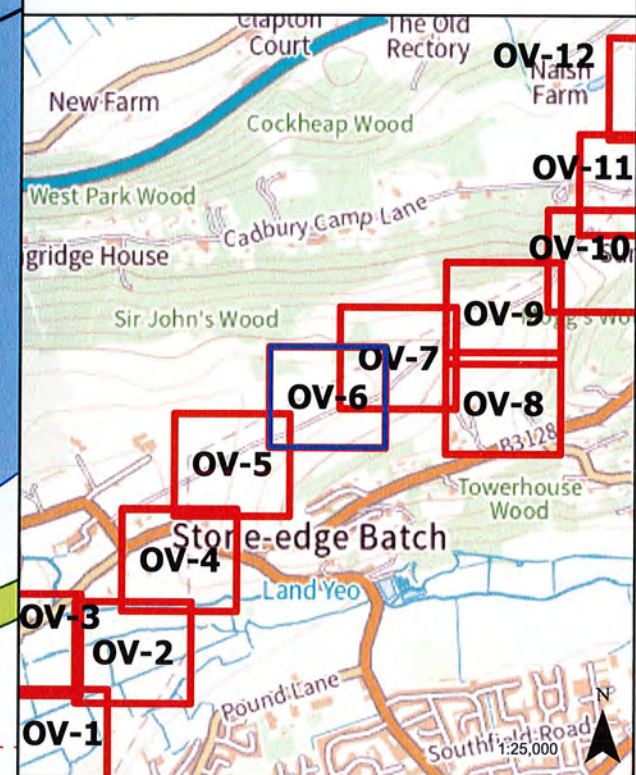 Clapton
Court
The Old
Rectory
OV-12
Naish
Farm
New Farm
Cockheap Wood
OV-11
West Park Wood
Cadbury Camp Lane
gridge House
OV-10
Sir John's Wood
OV-9
OV-7
OV-6
OV-8
B3128
OV-5
Towerhouse
Wood
Stone-edge Batch
OV-4
Land Yeo
OV-3
OV-2
Pound Lane
N
OV-1
Southfield Road
1:25,000